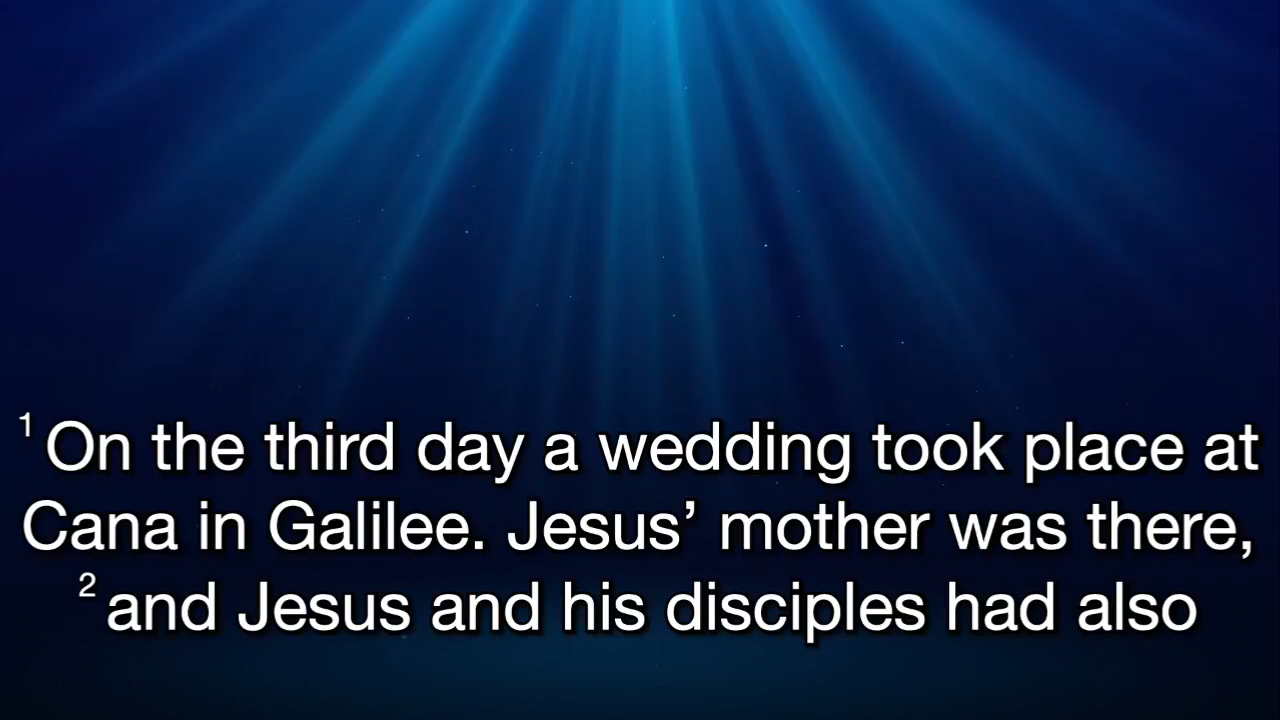 1 On the third day a wedding took place at
Cana in Galilee. Jesus’ mother was there,
2 and Jesus and his disciples had also